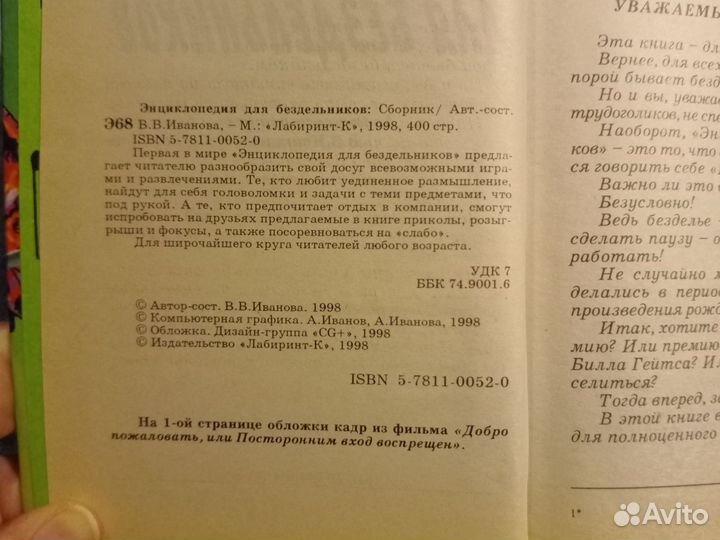 Энциклопедия для бездельников: Сборник/ Авт.-сост.
Э68 В.В.Иванова, – М.: «Лабиринт-К», 1998, 400 стр.
ISBN 5-7811-0052-0
Первая в мире «Энциклопедия для бездельников» предла-
гает читателю разнообразить свой досуг всевозможными игра-
ми и развлечениями. Те, кто любит уединенное размышление,
найдут для себя головоломки и задачи с теми предметами, что
под рукой. А те, кто предпочитает отдых в компании, смогут
испробовать на друзьях предлагаемые в книге приколы, розыг-
рыши и фокусы, а также посоревноваться на «слабо».
Для широчайшего круга читателей любого возраста.
УДК 7
ББК 74.9001.6
© Автор-сост. В.В.Иванова. 1998
© Компьютерная графика. А.Иванов, А.Иванова, 1998
© Обложка. Дизайн-группа «CG+», 1998
© Издательство «Лабиринт-К», 1998
ISBN 5-7811-0052-0
На 1-ой странице обложки кадр из фильма «Добро
пожаловать, или Посторонним вход воспрещен».
УВАЖАЕМЫ
Эта книга – дл
Вернее, для всех
порой бывает безд
Но и вы, уважа
трудоголиков, не спе
Наоборот, «Эн
ков» – это то, что
ся говорить себе «
Важно ли это
Безусловно!
Ведь безделье
сделать паузу – о
работать!
Не случайно
делались в перио
произведения рожд
Итак, хотите
мию? Или премию
Билла Гейтса? И
селиться?
Тогда вперед, з
В этой книге в
для полноценного
1*
Avito